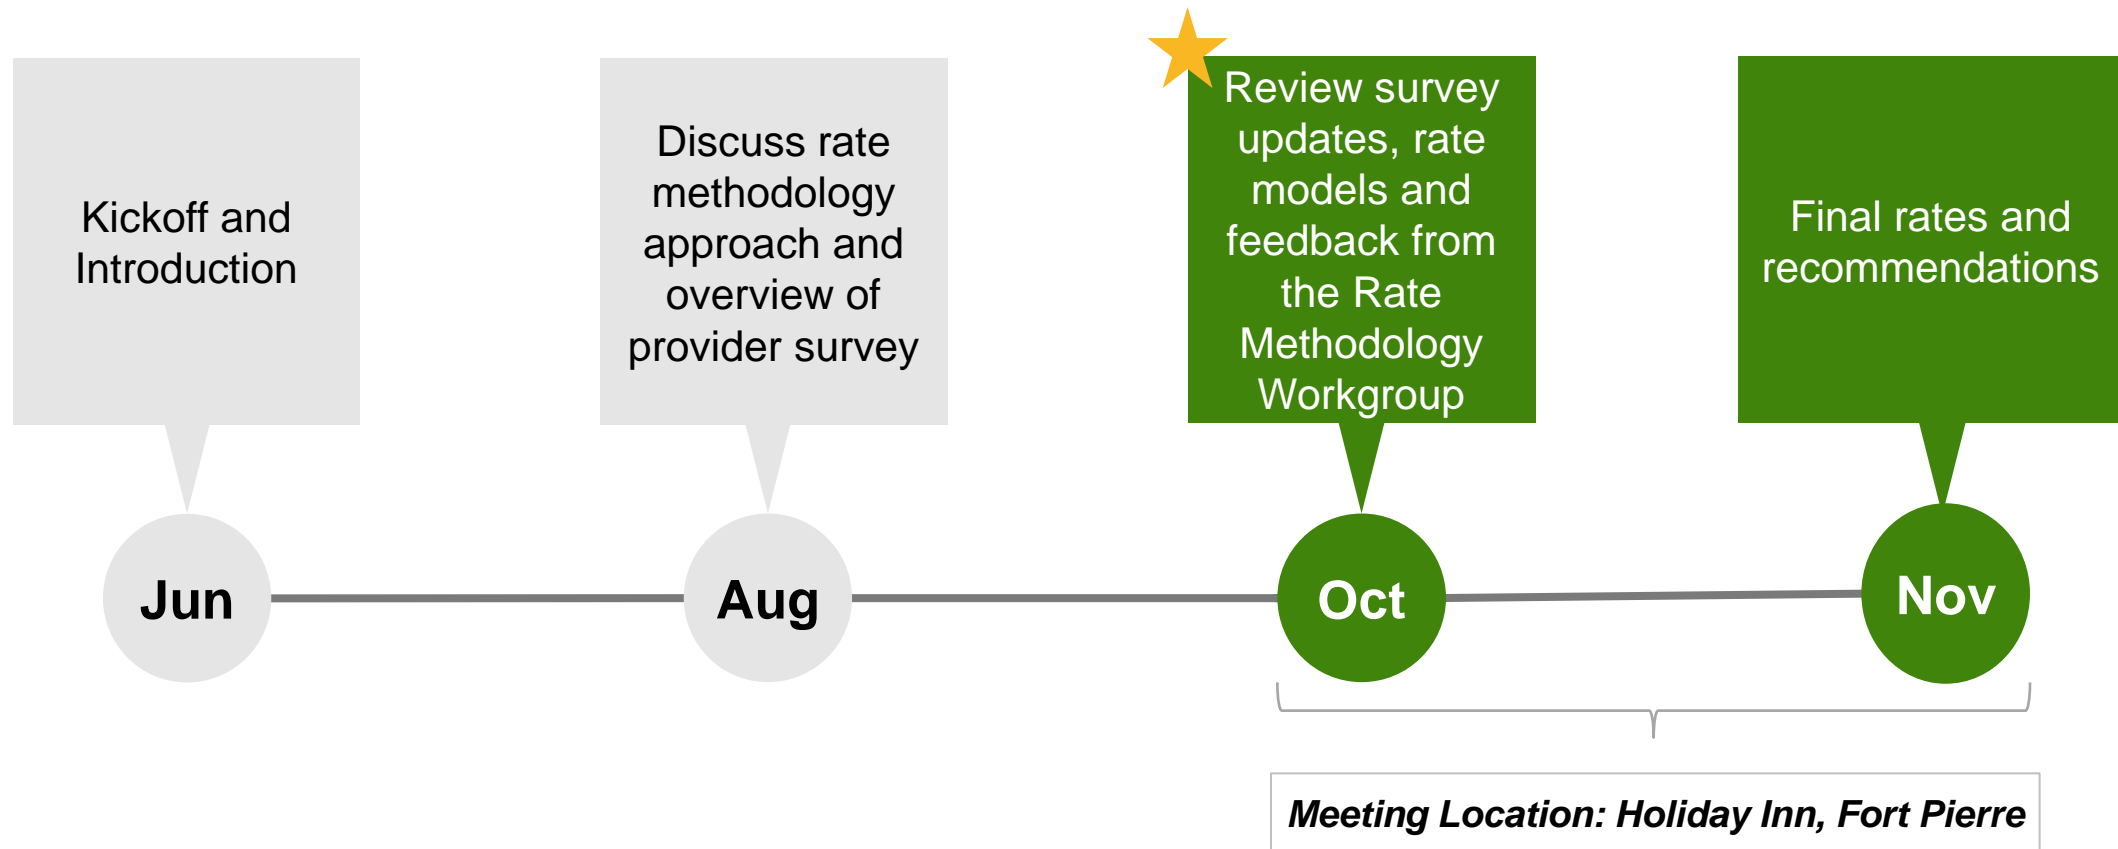 Kickoff and
Introduction
Discuss rate
methodology
approach and
overview of
provider survey
Review survey
updates, rate
models and
feedback from
the Rate
Methodology
Workgroup
Final rates and
recommendations
Jun
Aug
Oct
Nov
Meeting Location: Holiday Inn, Fort Pierre